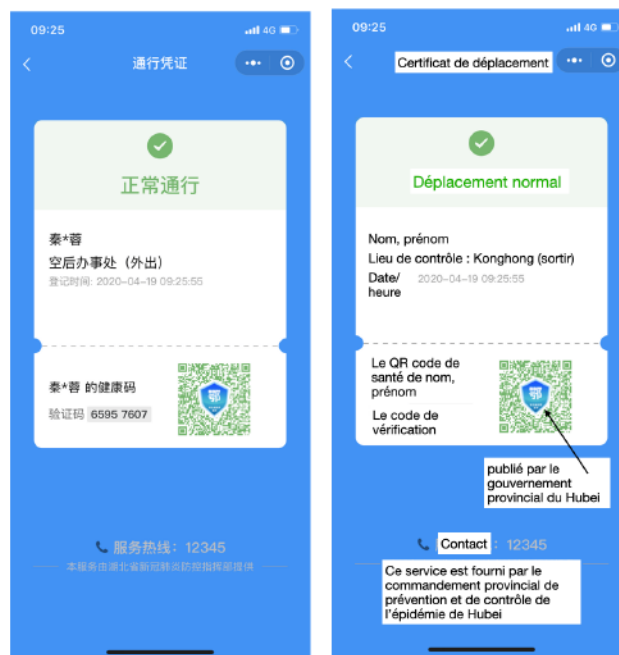 09:25
4G
通行凭证
正常通行
秦*蓉
空后办事处（外出）
登记时间: 2020-04-19 09:25:55
秦*蓉 的健康码
验证码 6595 7607
鄂
服务热线：12345
本服务由湖北省新冠肺炎防控指挥部提供
09:25
4G
Certificat de déplacement
Déplacement normal
Nom, prénom
Lieu de contrôle : Konghong (sortir)
Date/
heure
2020-04-19 09:25:55
Le QR code de
santé de nom,
prénom
Le code de
vérification
鄂
publié par le
gouvernement
provincial du Hubei
Contact : 12345
Ce service est fourni par le
commandement provincial de
prévention et de contrôle de
l'épidémie de Hubei